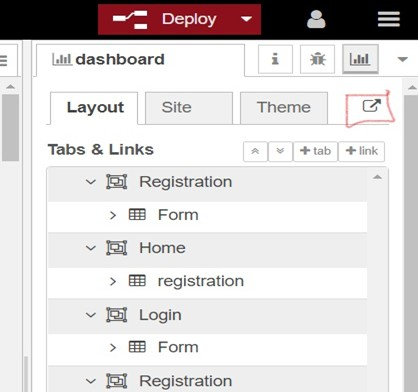 Deploy
dashboard
i
Layout Site Theme
Tabs & Links
+tab +link
Registration
Form
Home
registration
Login
Form
Registration